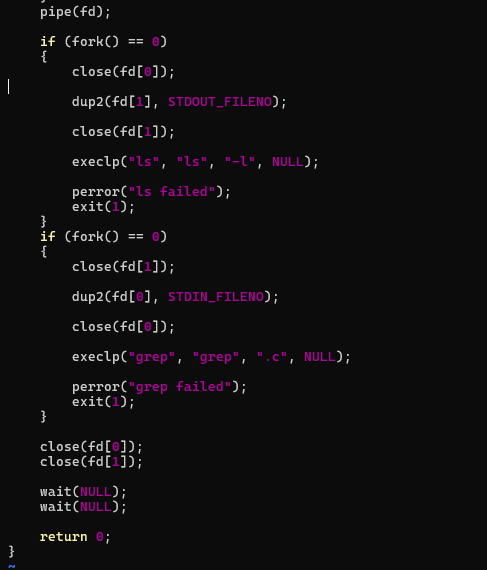 pipe(fd);

    if (fork() == 0)
    {
        close(fd[0]);

        dup2(fd[1], STDOUT_FILENO);

        close(fd[1]);

        execlp("ls", "ls", "-l", NULL);

        perror("ls failed");
        exit(1);
    }
    if (fork() == 0)
    {
        close(fd[1]);

        dup2(fd[0], STDIN_FILENO);

        close(fd[0]);

        execlp("grep", "grep", ".c", NULL);

        perror("grep failed");
        exit(1);
    }

    close(fd[0]);
    close(fd[1]);

    wait(NULL);
    wait(NULL);

    return 0;
}
~